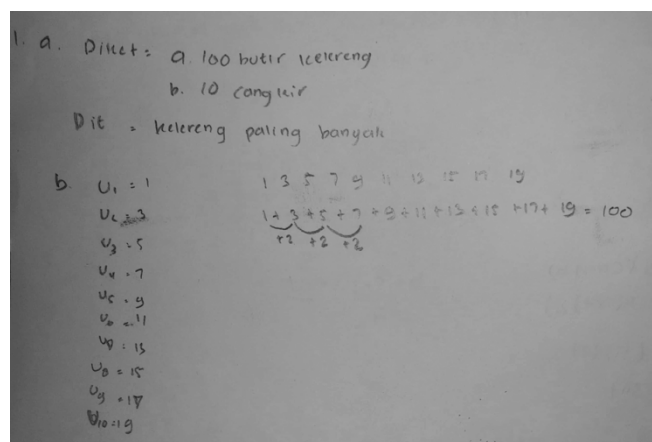 1. a. Diket = a. 100 butir kelereng
b. 10 cangkir
Dit = kelereng paling banyak
b. U1 = 1
U2 = 3
U3 = 5
U4 = 7
U5 = 9
U6 = 11
U7 = 13
U8 = 15
U9 = 17
U10 = 19
1 3 5 7 9 11 13 15 17 19
1 + 3 + 5 + 7 + 9 + 11 + 13 + 15 + 17 + 19 = 100
+2 +2 +2